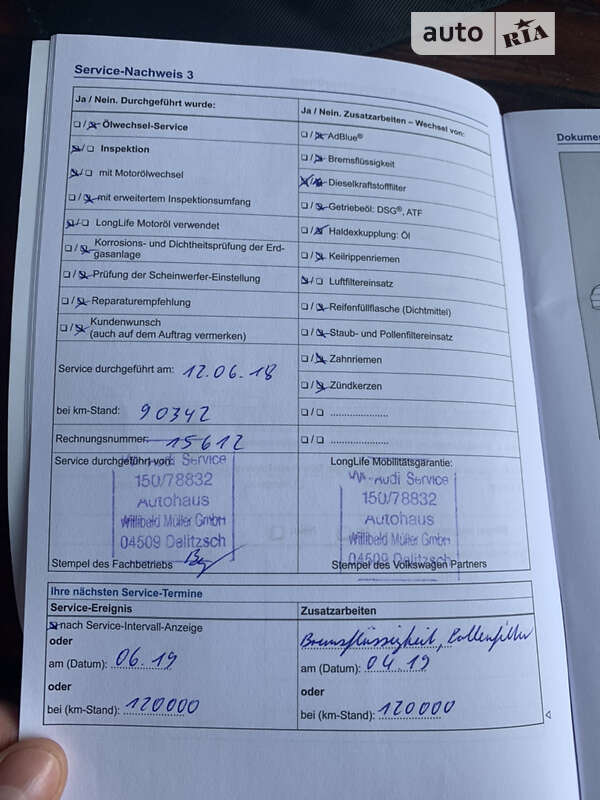 auto RIA
Service-Nachweis 3
Ja / Nein. Durchgeführt wurde:
❑ / ❑ Ölwechsel-Service
❑ / ❑ Inspektion
❑ / ❑ mit Motorölwechsel
❑ / ❑ mit erweitertem Inspektionsumfang
❑ / ❑ LongLife Motoröl verwendet
❑ / ❑ Korrosions- und Dichtheitsprüfung der Erd-
gasanlage
❑ / ❑ Prüfung der Scheinwerfer-Einstellung
❑ / ❑ Reparaturempfehlung
❑ / ❑ Kundenwunsch
(auch auf dem Auftrag vermerken)
Service durchgeführt am: 12.06.18
bei km-Stand: 90342
Rechnungsnummer: 15612
Ja / Nein. Zusatzarbeiten – Wechsel von:
❑ / ❑ AdBlue®
❑ / ❑ Bremsflüssigkeit
❑ / ❑ Dieselkraftstofffilter
❑ / ❑ Getriebeöl: DSG®, ATF
❑ / ❑ Haldexkupplung: Öl
❑ / ❑ Keilrippenriemen
❑ / ❑ Luftfiltereinsatz
❑ / ❑ Reifenfüllflasche (Dichtmittel)
❑ / ❑ Staub- und Pollenfiltereinsatz
❑ / ❑ Zahnriemen
❑ / ❑ Zündkerzen
❑ / ❑ ......................
❑ / ❑ ......................
Service durchgeführt von:
Audi Service
150/78832
Autohaus
Willibald Müller GmbH
04509 Delitzsch
Stempel des Fachbetriebs
LongLife Mobilitätsgarantie:
Audi Service
150/78832
Autohaus
Willibald Müller GmbH
04509 Delitzsch
Stempel des Volkswagen Partners
Ihre nächsten Service-Termine
Service-Ereignis
❑ nach Service-Intervall-Anzeige
oder
am (Datum): 06.19
oder
bei (km-Stand): 120000
Zusatzarbeiten
Bremsflüssigkeit, Pollenfilter
am (Datum): 04.19
oder
bei (km-Stand): 120000
◁
Dokume